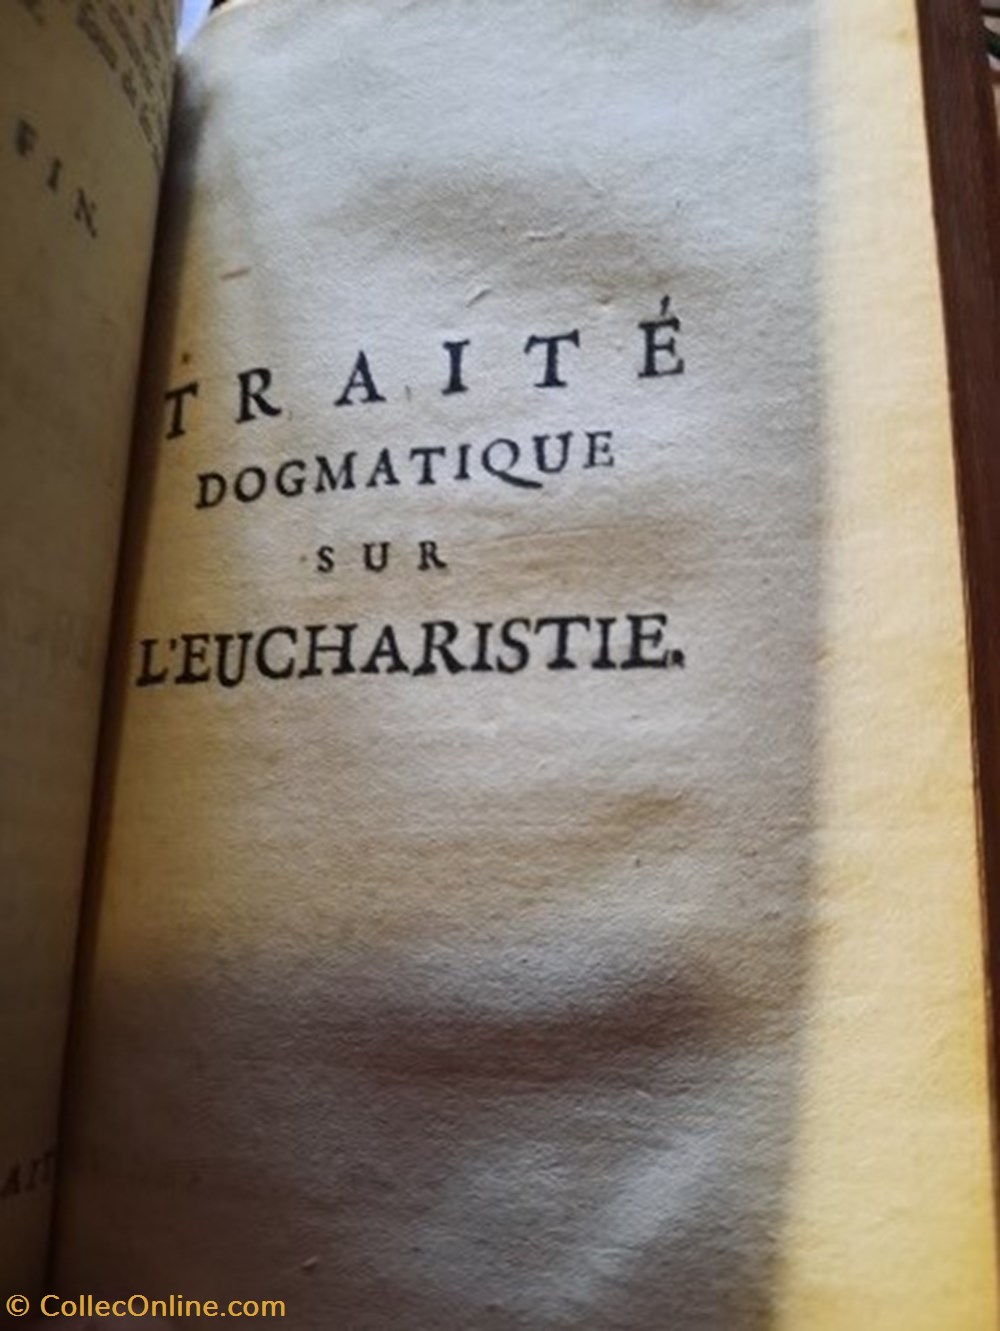 FIN
TRAITÉ
DOGMATIQUE
SUR
L'EUCHARISTIE.
© CollecOnline.com